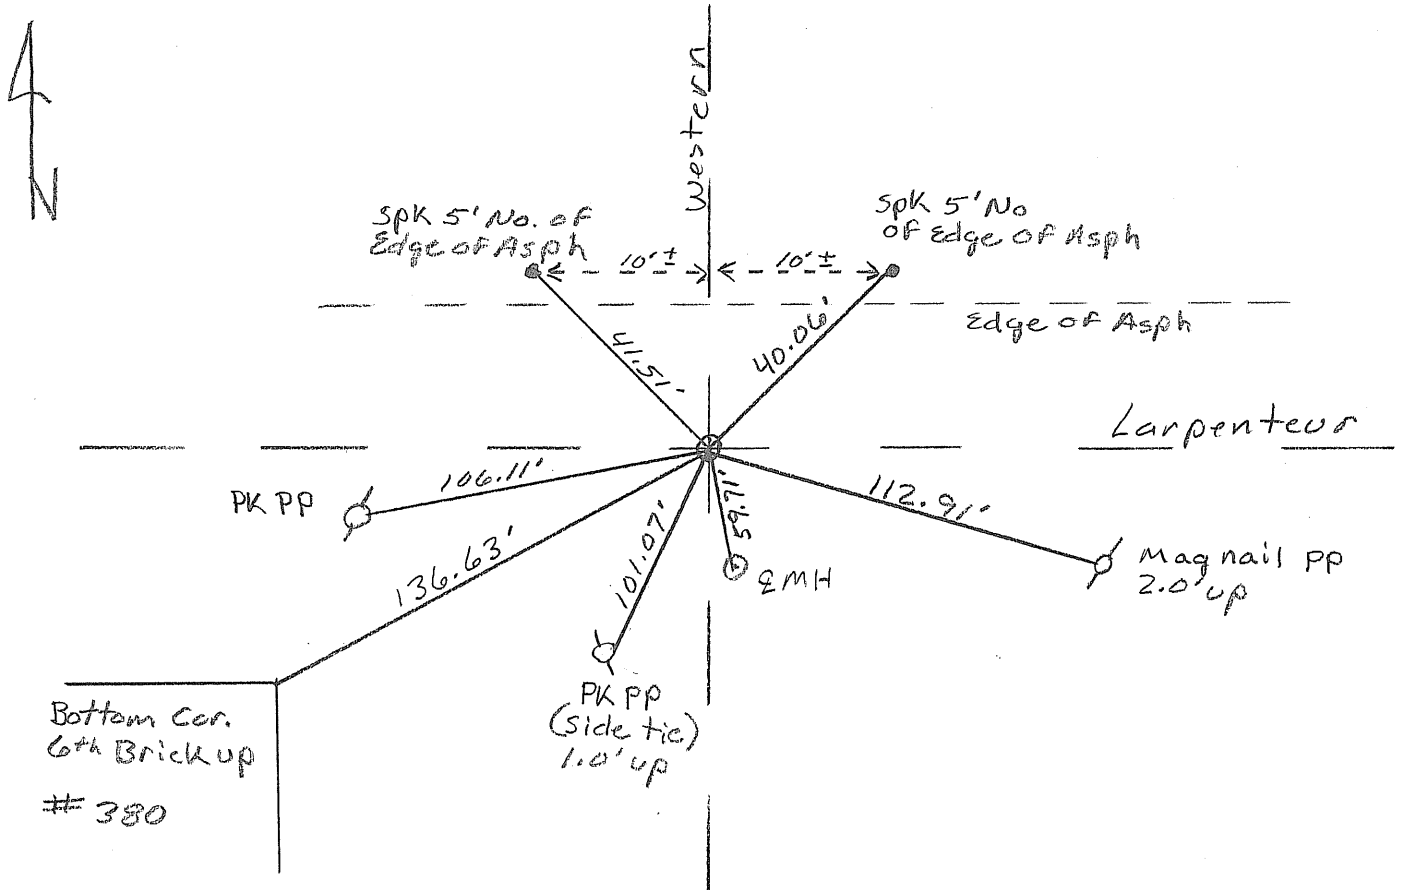 Western
N
Spk 5' No. of
Edge of Asph
Spk 5' No
of Edge of Asph
10' ±
10' ±
Edge of Asph
41.51'
40.06'
Larpenteur
106.11'
PK PP
112.91'
59.71'
101.07'
136.63'
Mag nail PP
2.0' up
MH
PK PP
(side tie)
1.0' up
Bottom Cor.
6th Brick up
# 380